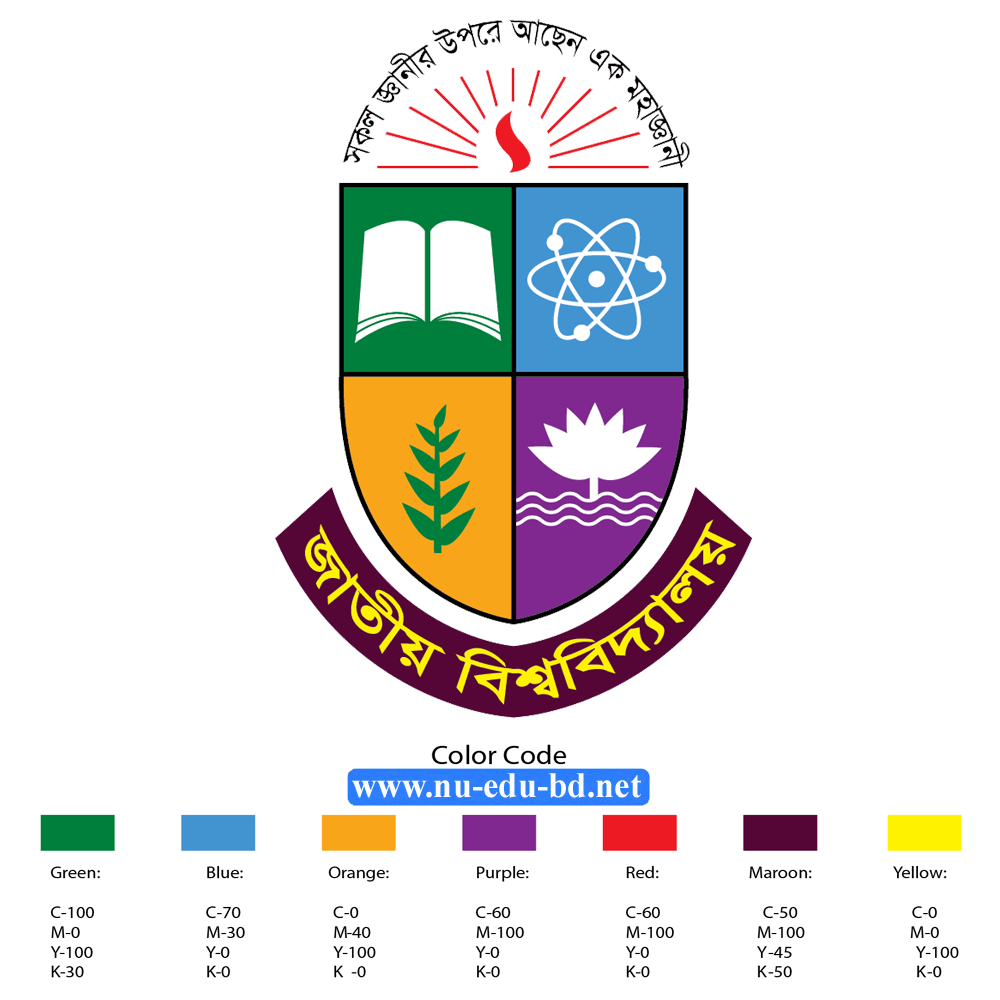 সকল জ্ঞানীর উপরে আছেন এক মহাজ্ঞানী
জাতীয় বিশ্ববিদ্যালয়
Color Code
www.nu-edu-bd.net
Green: Blue: Orange: Purple: Red: Maroon: Yellow:
C-100 C-70 C-0 C-60 C-60 C-50 C-0
M-0 M-30 M-40 M-100 M-100 M-100 M-0
Y-100 Y-0 Y-100 Y-0 Y-0 Y-45 Y-100
K-30 K-0 K -0 K-0 K-0 K-50 K-0